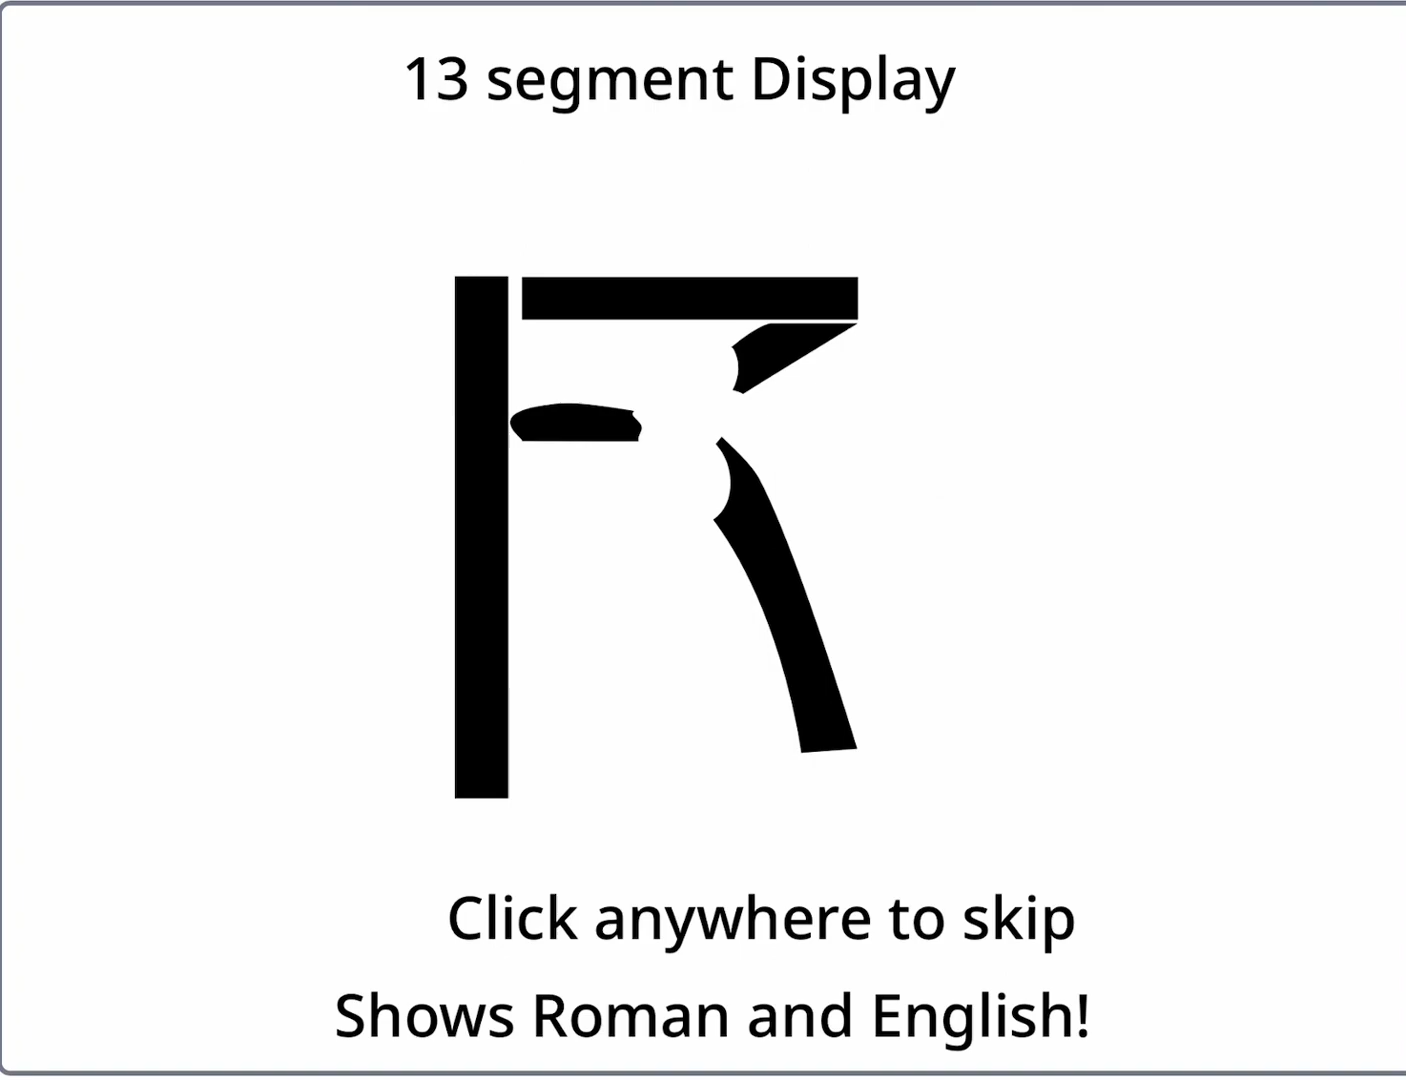 13 segment Display
R
Click anywhere to skip
Shows Roman and English!